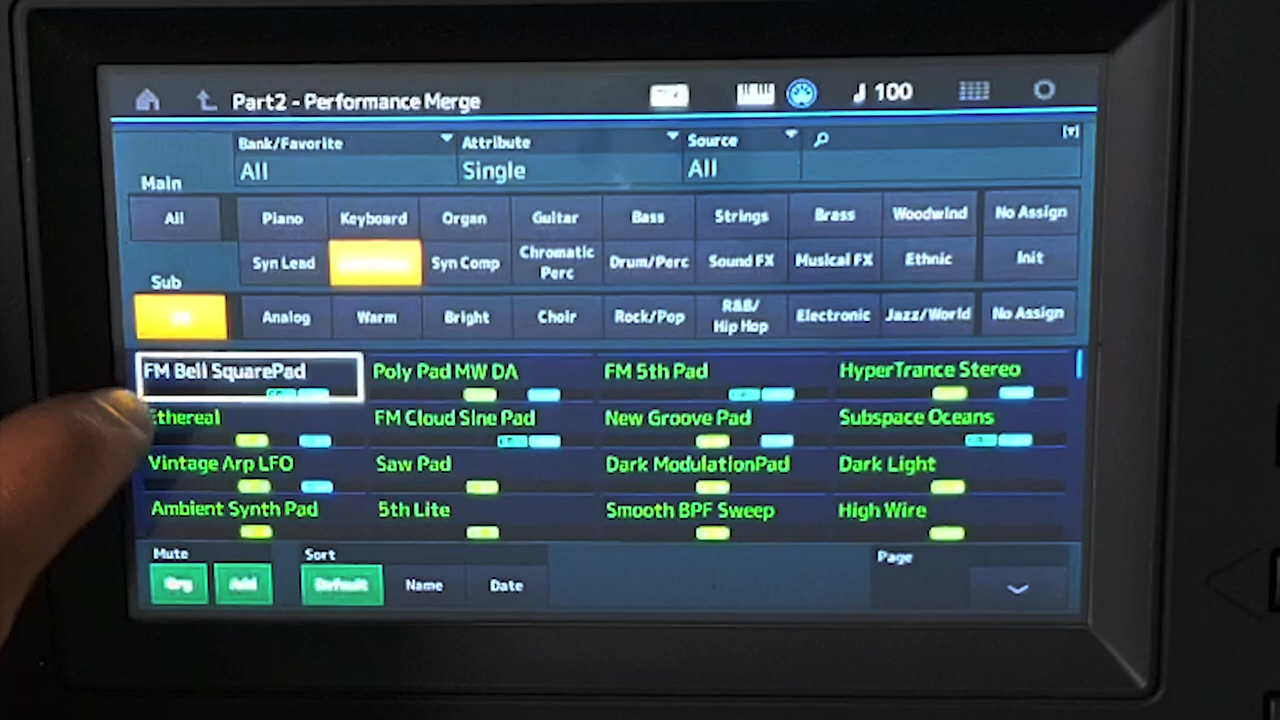 Part2 - Performance Merge
100
Bank/Favorite Attribute Source
All Single All
Main
All Piano Keyboard Organ Guitar Bass Strings Brass Woodwind No Assign
Syn Lead Syn Comp Chromatic Perc Drum/Perc Sound FX Musical FX Ethnic Init
Sub
Analog Warm Bright Choir Rock/Pop R&B/ Hip Hop Electronic Jazz/World No Assign
FM Bell SquarePad Poly Pad MW DA FM 5th Pad HyperTrance Stereo
Ethereal FM Cloud Sine Pad New Groove Pad Subspace Oceans
Vintage Arp LFO Saw Pad Dark ModulationPad Dark Light
Ambient Synth Pad 5th Lite Smooth BPF Sweep High Wire
Mute Sort Page
Org Add Default Name Date